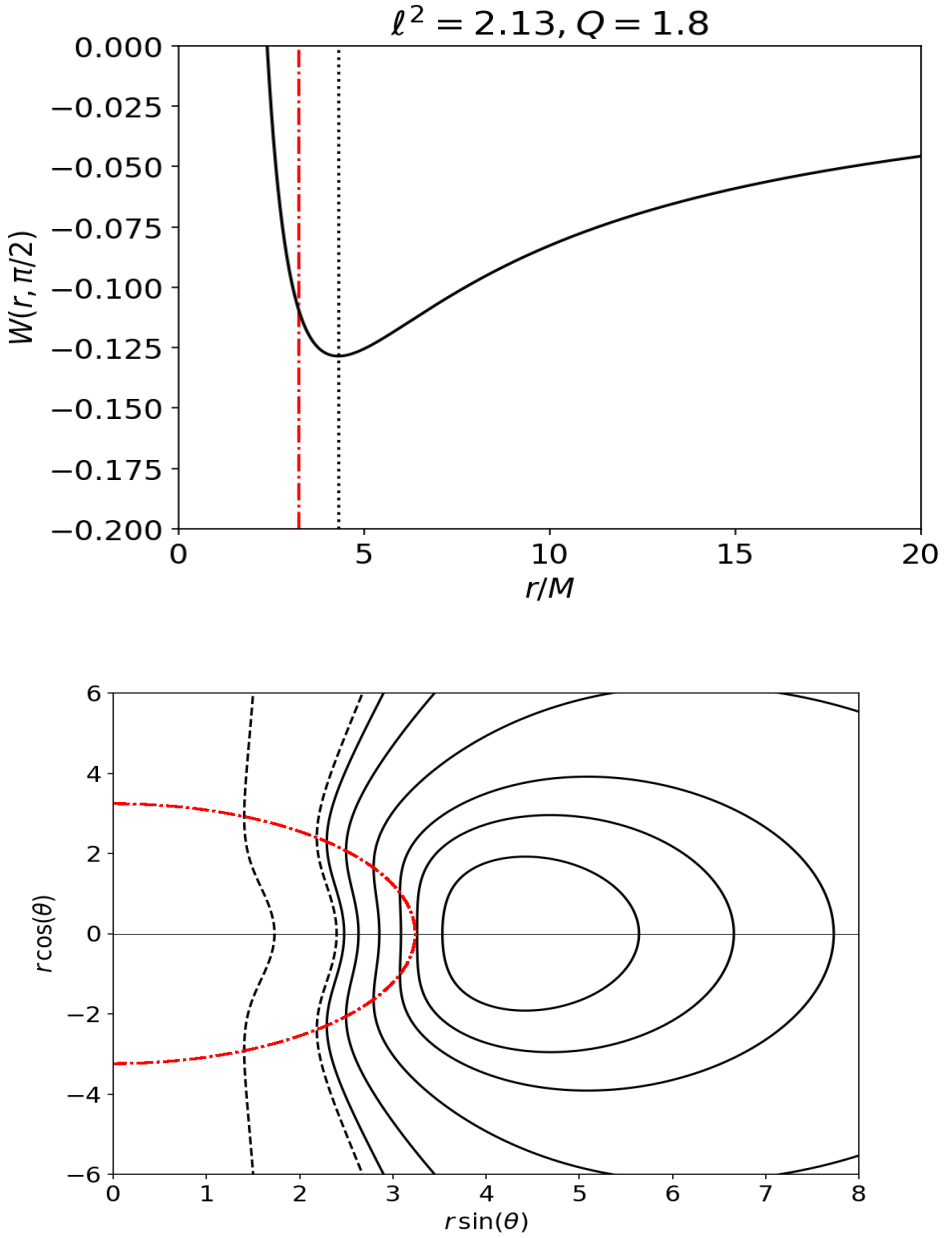 ℓ² = 2.13, Q = 1.8
0.000
−0.025
−0.050
−0.075
−0.100
−0.125
−0.150
−0.175
−0.200
W(r, π/2)
0 5 10 15 20
r/M
6
4
2
0
−2
−4
−6
r cos(θ)
0 1 2 3 4 5 6 7 8
r sin(θ)